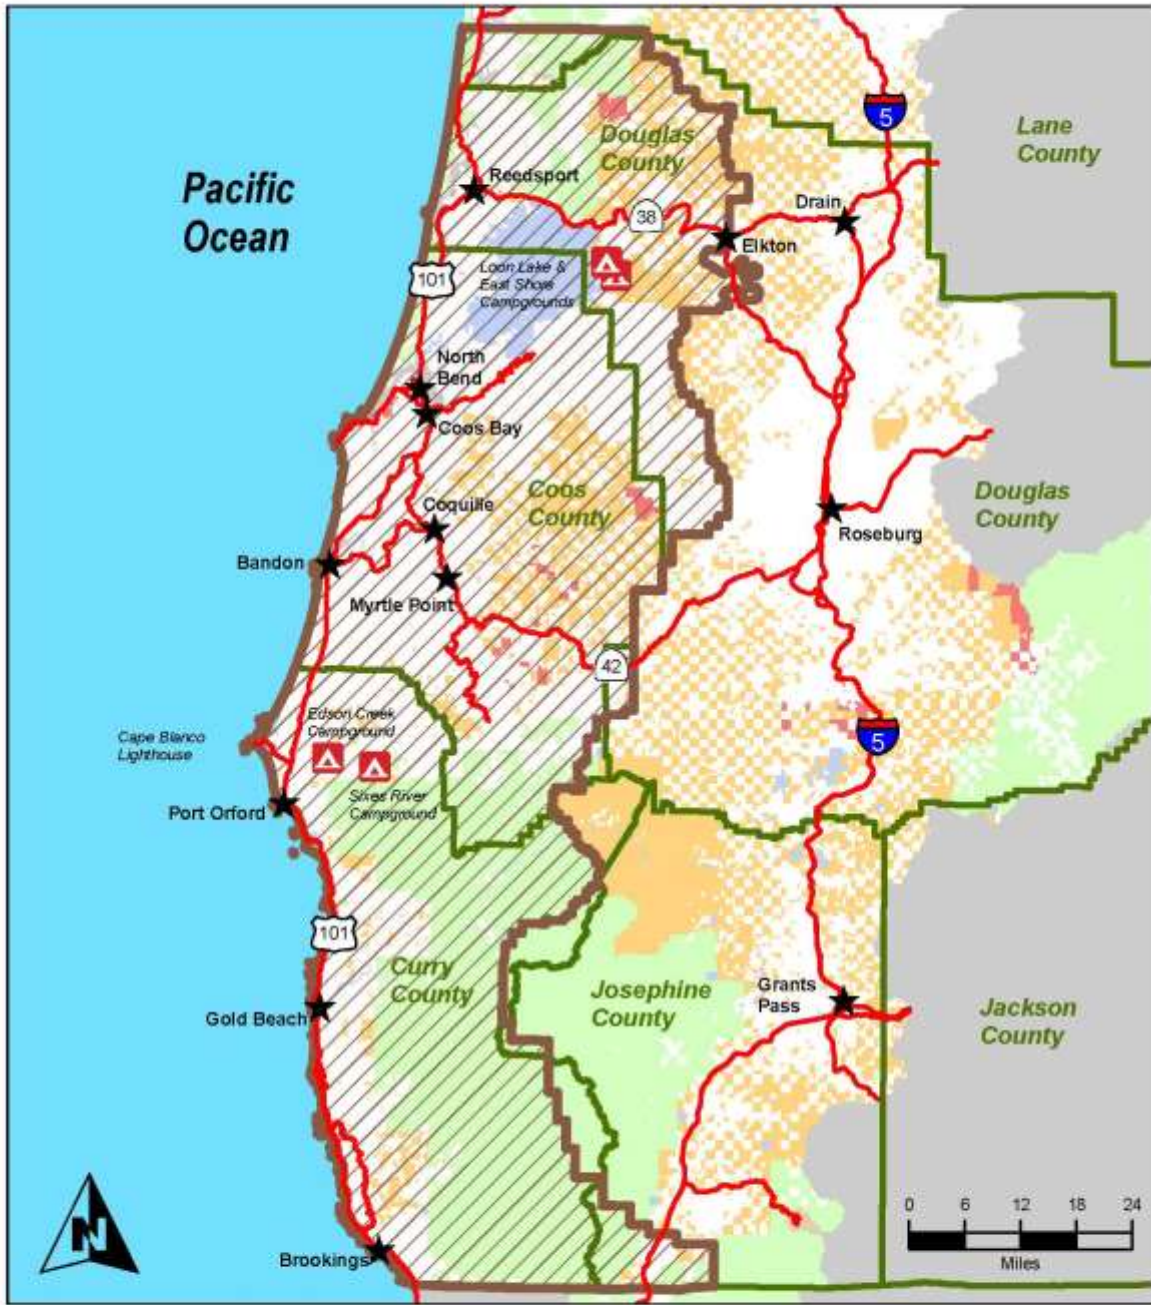 5
Lane
County
Douglas
County
Pacific
Ocean
Reedsport
Drain
38
Elkton
101
Loon Lake &
East Shore
Campgrounds
North
Bend
Coos Bay
Coos
County
Douglas
County
Coquille
Roseburg
Bandon
Myrtle Point
42
Edson Creek
Campground
Cape Blanco
Lighthouse
5
Sixes River
Campground
Port Orford
101
Curry
County
Josephine
County
Grants
Pass
Jackson
County
Gold Beach
N
0 6 12 18 24
Miles
Brookings